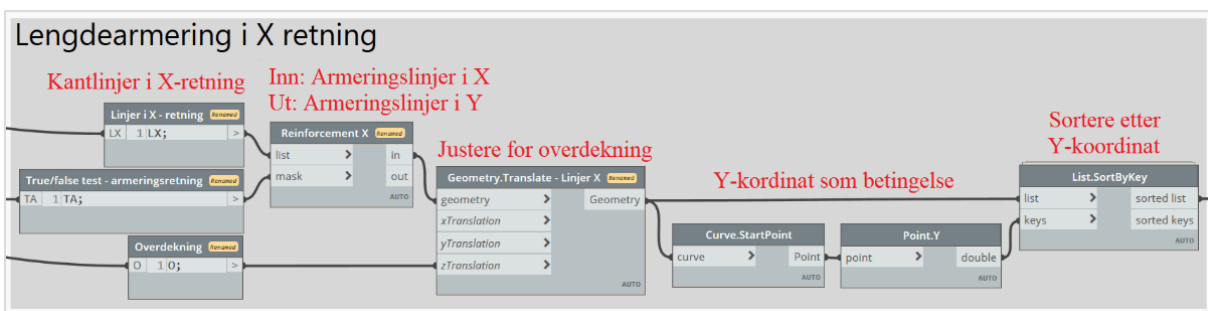 Lengdearmering i X retning
Kantlinjer i X-retning
Inn: Armeringslinjer i X
Ut: Armeringslinjer i Y
Linjer i X - retning Renamed
LX 1 LX; >
Reinforcement X Renamed
list > in
mask > out
AUTO
True/false test - armeringsretning Renamed
TA 1 TA; >
Overdekning Renamed
O 1 O; >
Justere for overdekning
Geometry.Translate - Linjer X Renamed
geometry > Geometry
xTranslation >
yTranslation >
zTranslation >
AUTO
Y-kordinat som betingelse
Curve.StartPoint
curve > Point
AUTO
Point.Y
point > double
AUTO
Sortere etter
Y-koordinat
List.SortByKey
list > sorted list
keys > sorted keys
AUTO